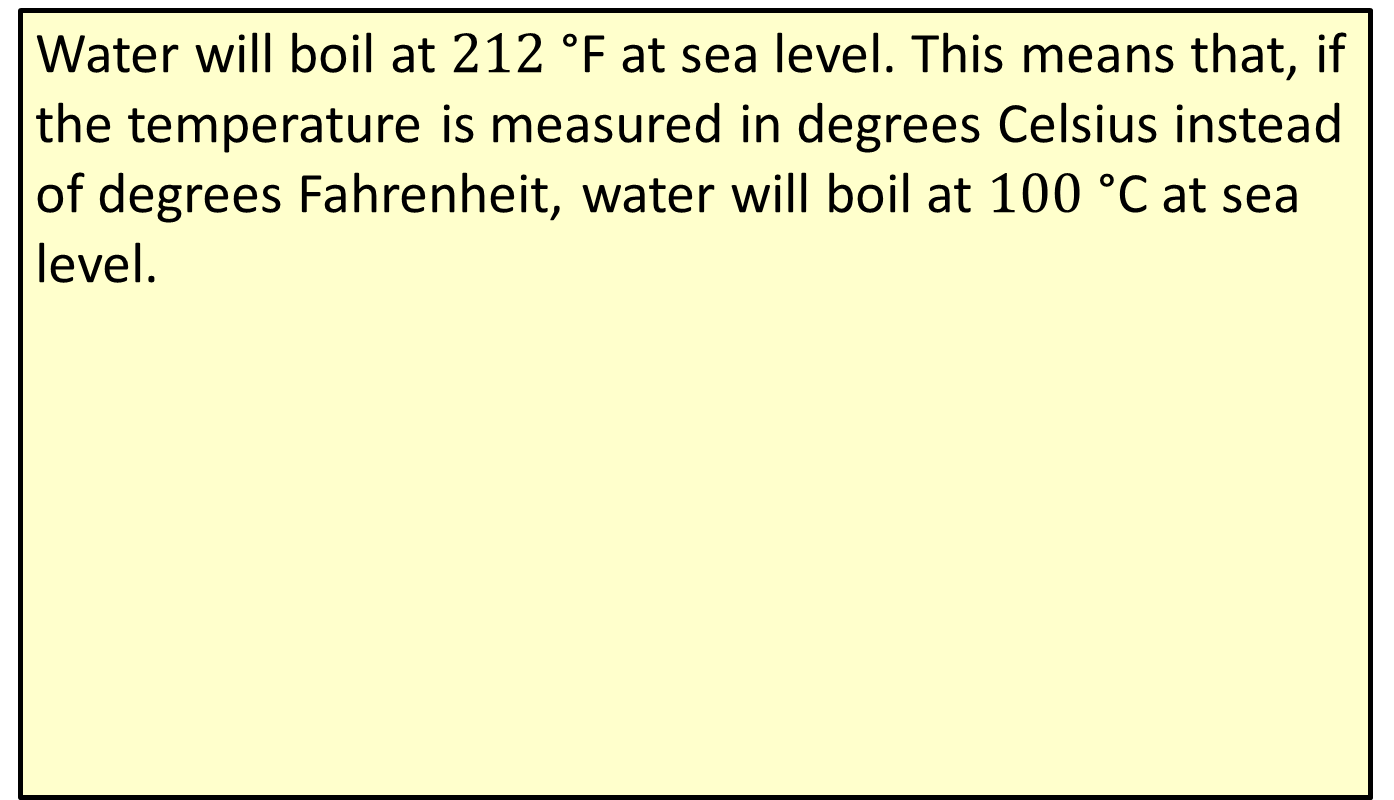 Water will boil at 212 °F at sea level. This means that, if
the temperature is measured in degrees Celsius instead
of degrees Fahrenheit, water will boil at 100 °C at sea
level.